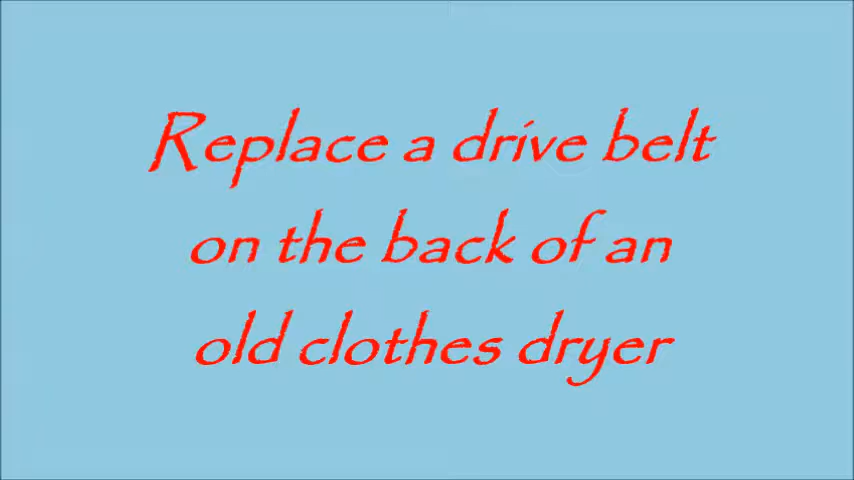 Replace a drive belt
on the back of an
old clothes dryer